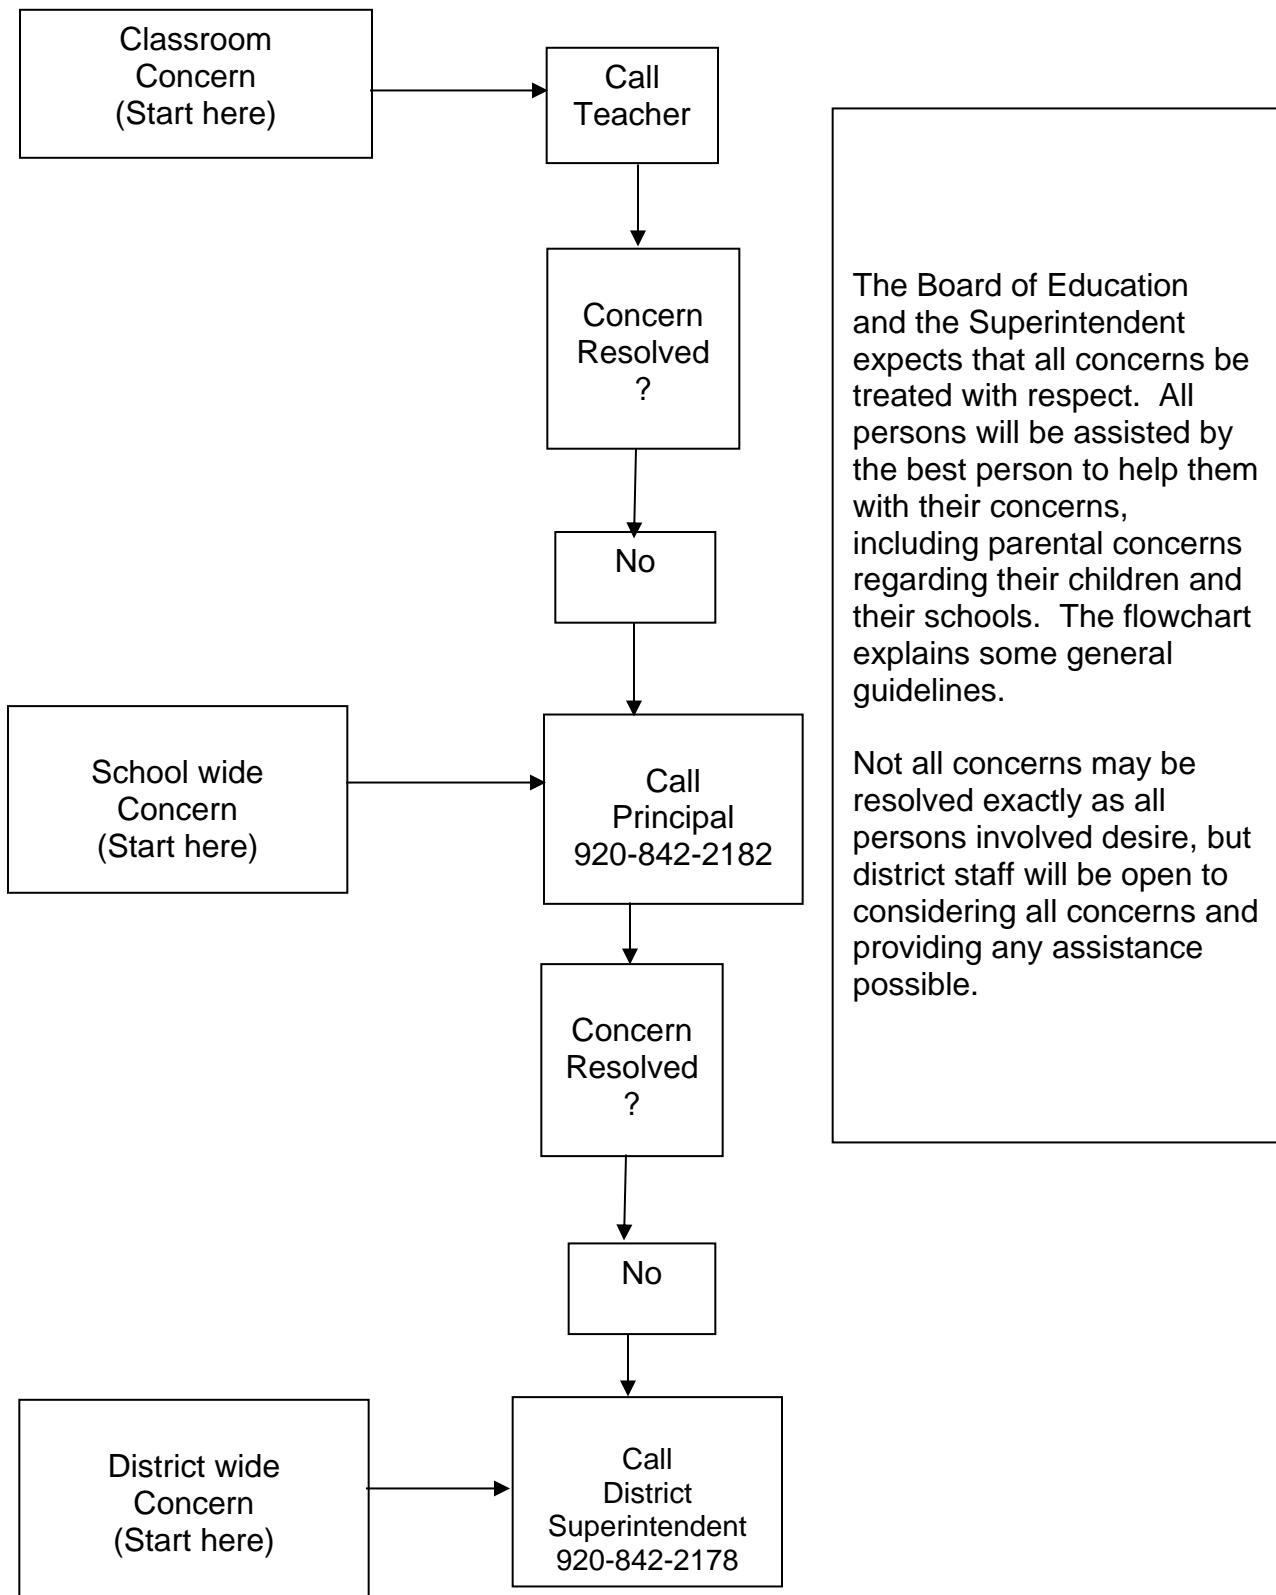 Classroom
Concern
(Start here)
Call
Teacher
Concern
Resolved
?
No
School wide
Concern
(Start here)
Call
Principal
920-842-2182
Concern
Resolved
?
No
District wide
Concern
(Start here)
Call
District
Superintendent
920-842-2178
The Board of Education
and the Superintendent
expects that all concerns be
treated with respect.  All
persons will be assisted by
the best person to help them
with their concerns,
including parental concerns
regarding their children and
their schools.  The flowchart
explains some general
guidelines.
Not all concerns may be
resolved exactly as all
persons involved desire, but
district staff will be open to
considering all concerns and
providing any assistance
possible.